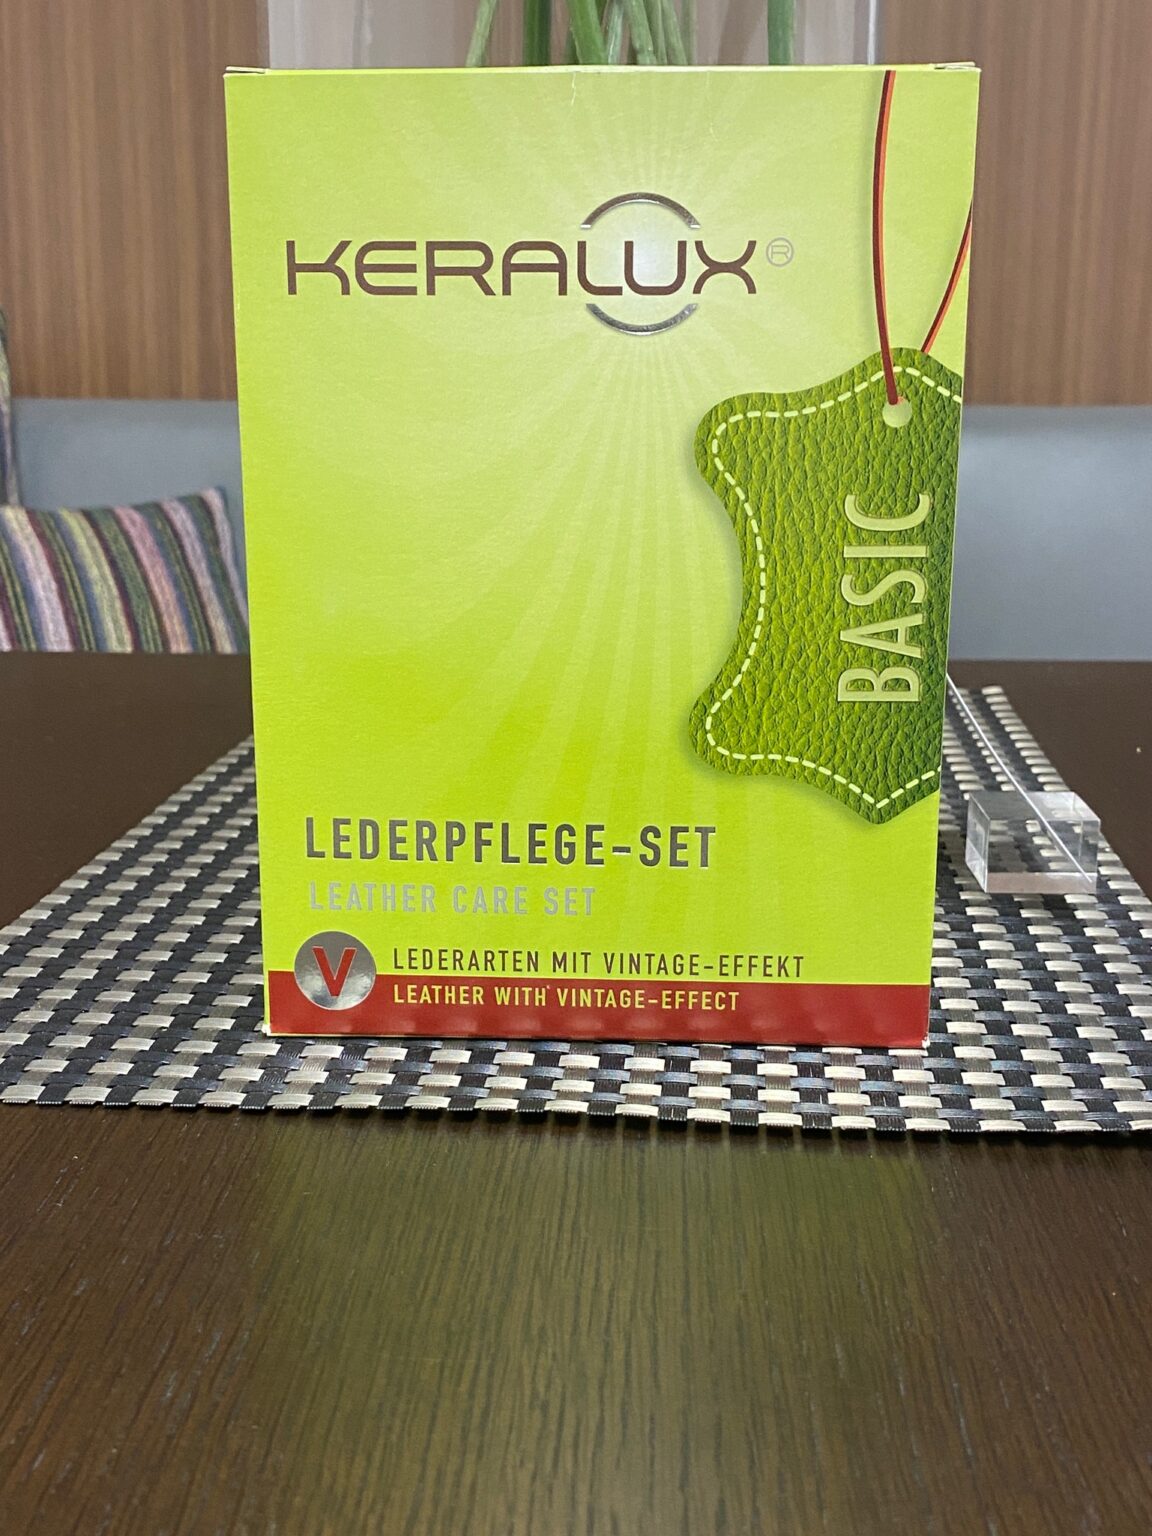 KERALUX®
BASIC
LEDERPFLEGE-SET
LEATHER CARE SET
V
LEDERARTEN MIT VINTAGE-EFFEKT
LEATHER WITH VINTAGE-EFFECT